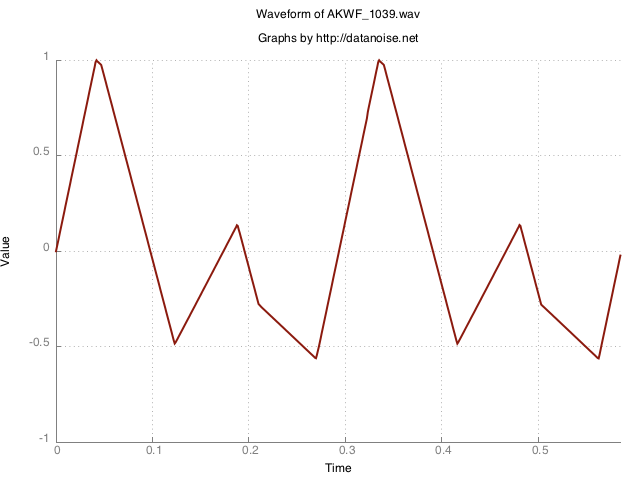 Waveform of AKWF_1039.wav
Graphs by http://datanoise.net
1
0.5
0
-0.5
-1
Value
0 0.1 0.2 0.3 0.4 0.5
Time